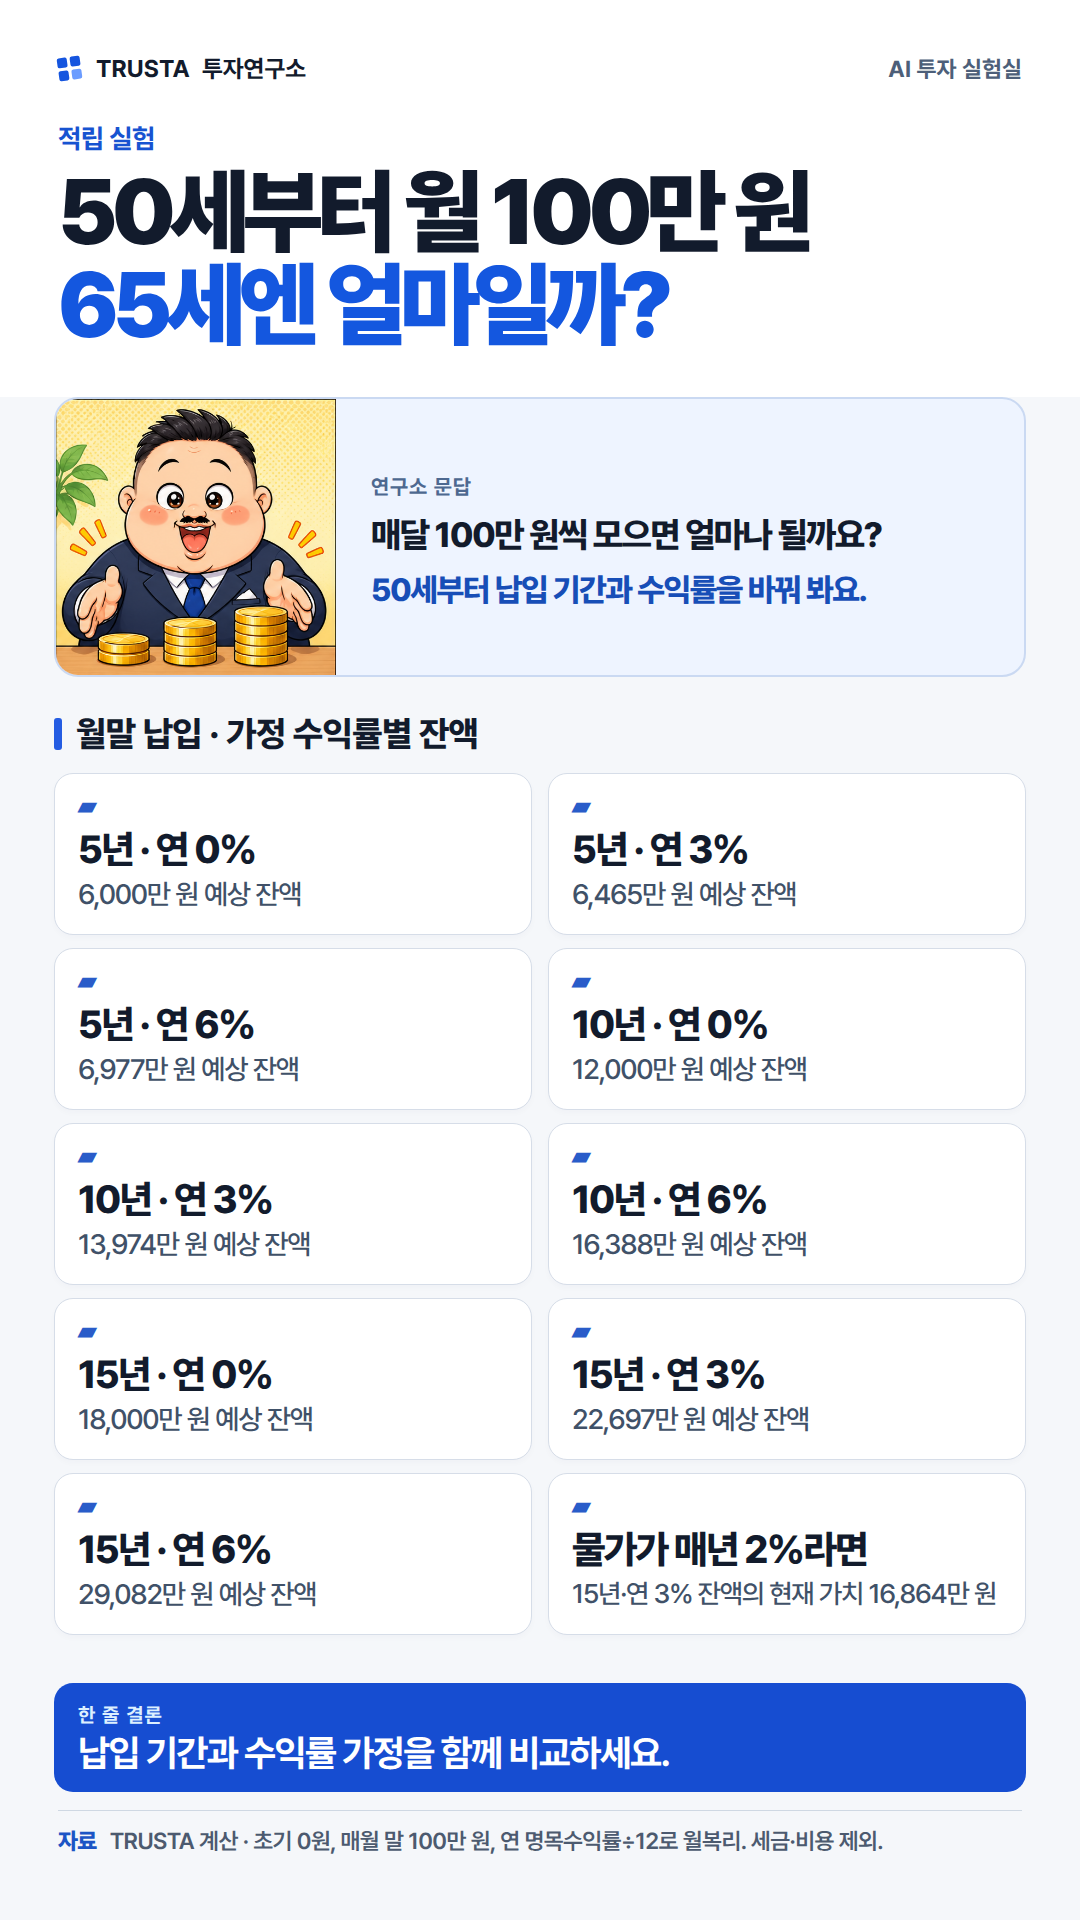 TRUSTA 투자연구소
AI 투자 실험실
적립 실험
50세부터 월 100만 원
65세엔 얼마일까?
연구소 문답
매달 100만 원씩 모으면 얼마나 될까요?
50세부터 납입 기간과 수익률을 바꿔 봐요.
월말 납입 · 가정 수익률별 잔액
5년 · 연 0%
6,000만 원 예상 잔액
5년 · 연 3%
6,465만 원 예상 잔액
5년 · 연 6%
6,977만 원 예상 잔액
10년 · 연 0%
12,000만 원 예상 잔액
10년 · 연 3%
13,974만 원 예상 잔액
10년 · 연 6%
16,388만 원 예상 잔액
15년 · 연 0%
18,000만 원 예상 잔액
15년 · 연 3%
22,697만 원 예상 잔액
15년 · 연 6%
29,082만 원 예상 잔액
물가가 매년 2%라면
15년·연 3% 잔액의 현재 가치 16,864만 원
한 줄 결론
납입 기간과 수익률 가정을 함께 비교하세요.
자료 TRUSTA 계산 · 초기 0원, 매월 말 100만 원, 연 명목수익률÷12로 월복리. 세금·비용 제외.